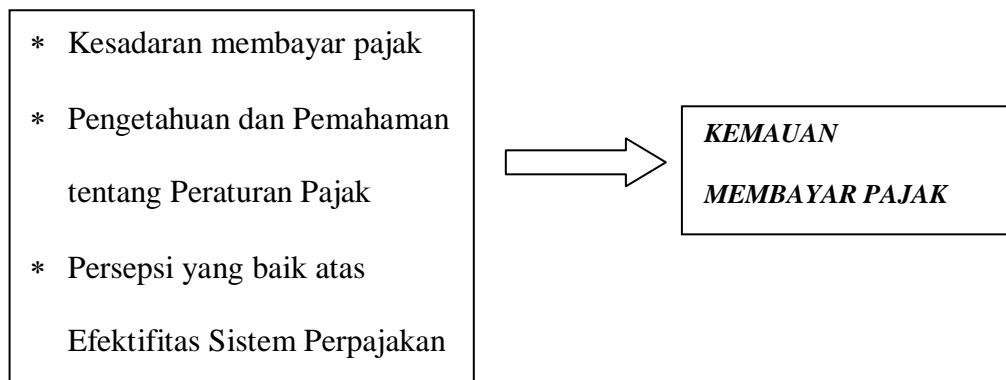 * Kesadaran membayar pajak
* Pengetahuan dan Pemahaman
tentang Peraturan Pajak
* Persepsi yang baik atas
Efektifitas Sistem Perpajakan
KEMAUAN
MEMBAYAR PAJAK